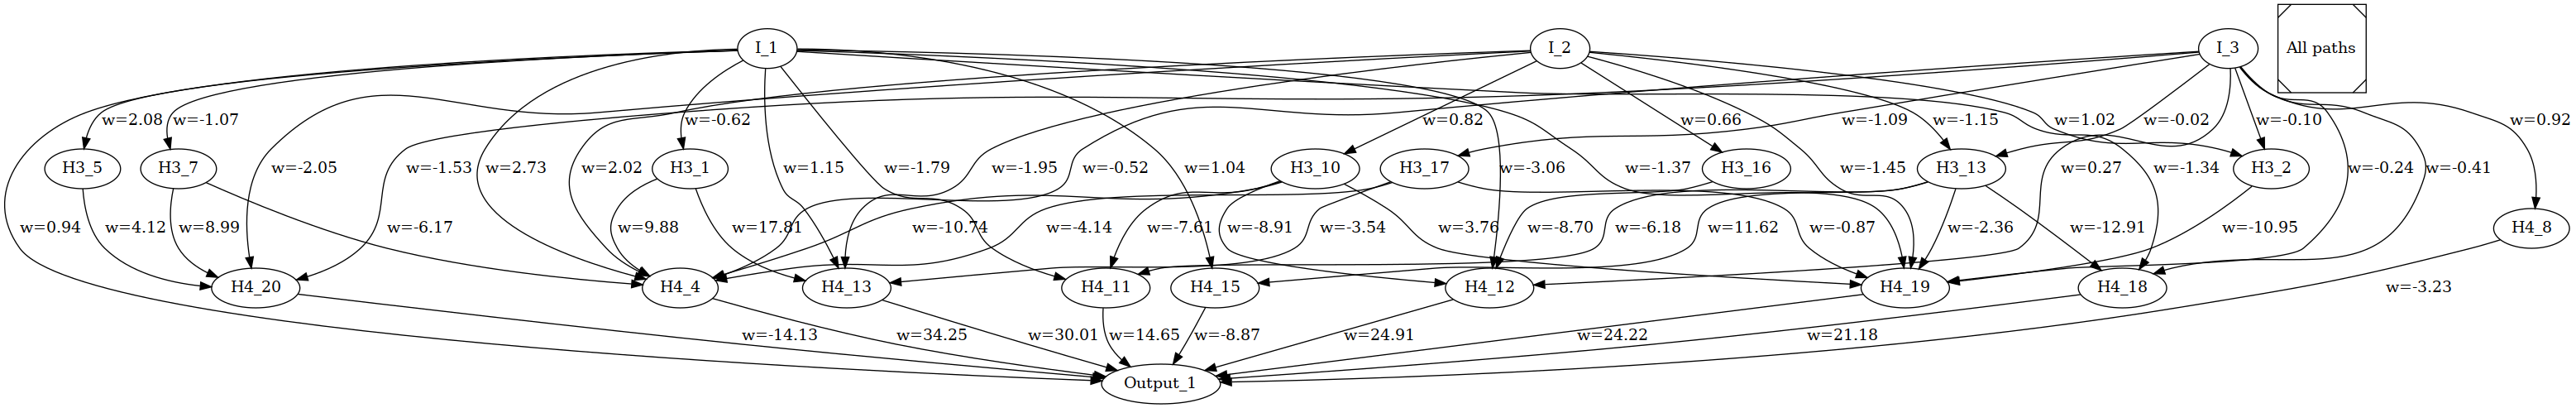 I_1
I_2
I_3
All paths
w=2.08
w=-1.07
w=-0.62
w=0.82
w=0.66
w=-1.09
w=-1.15
w=1.02
w=-0.02
w=-0.10
w=0.92
H3_5
H3_7
w=-2.05
w=-1.53
w=2.73
w=2.02
H3_1
w=1.15
w=-1.79
w=-1.95
w=-0.52
w=1.04
H3_10
H3_17
w=-3.06
w=-1.37
H3_16
w=-1.45
H3_13
w=0.27
w=-1.34
H3_2
w=-0.24
w=-0.41
w=0.94
w=4.12
w=8.99
w=-6.17
w=9.88
w=17.81
w=-10.74
w=-4.14
w=-7.61
w=-8.91
w=-3.54
w=3.76
w=-8.70
w=-6.18
w=11.62
w=-0.87
w=-2.36
w=-12.91
w=-10.95
H4_8
H4_20
H4_4
H4_13
H4_11
H4_15
H4_12
H4_19
H4_18
w=-3.23
w=-14.13
w=34.25
w=30.01
w=14.65
w=-8.87
w=24.91
w=24.22
w=21.18
Output_1